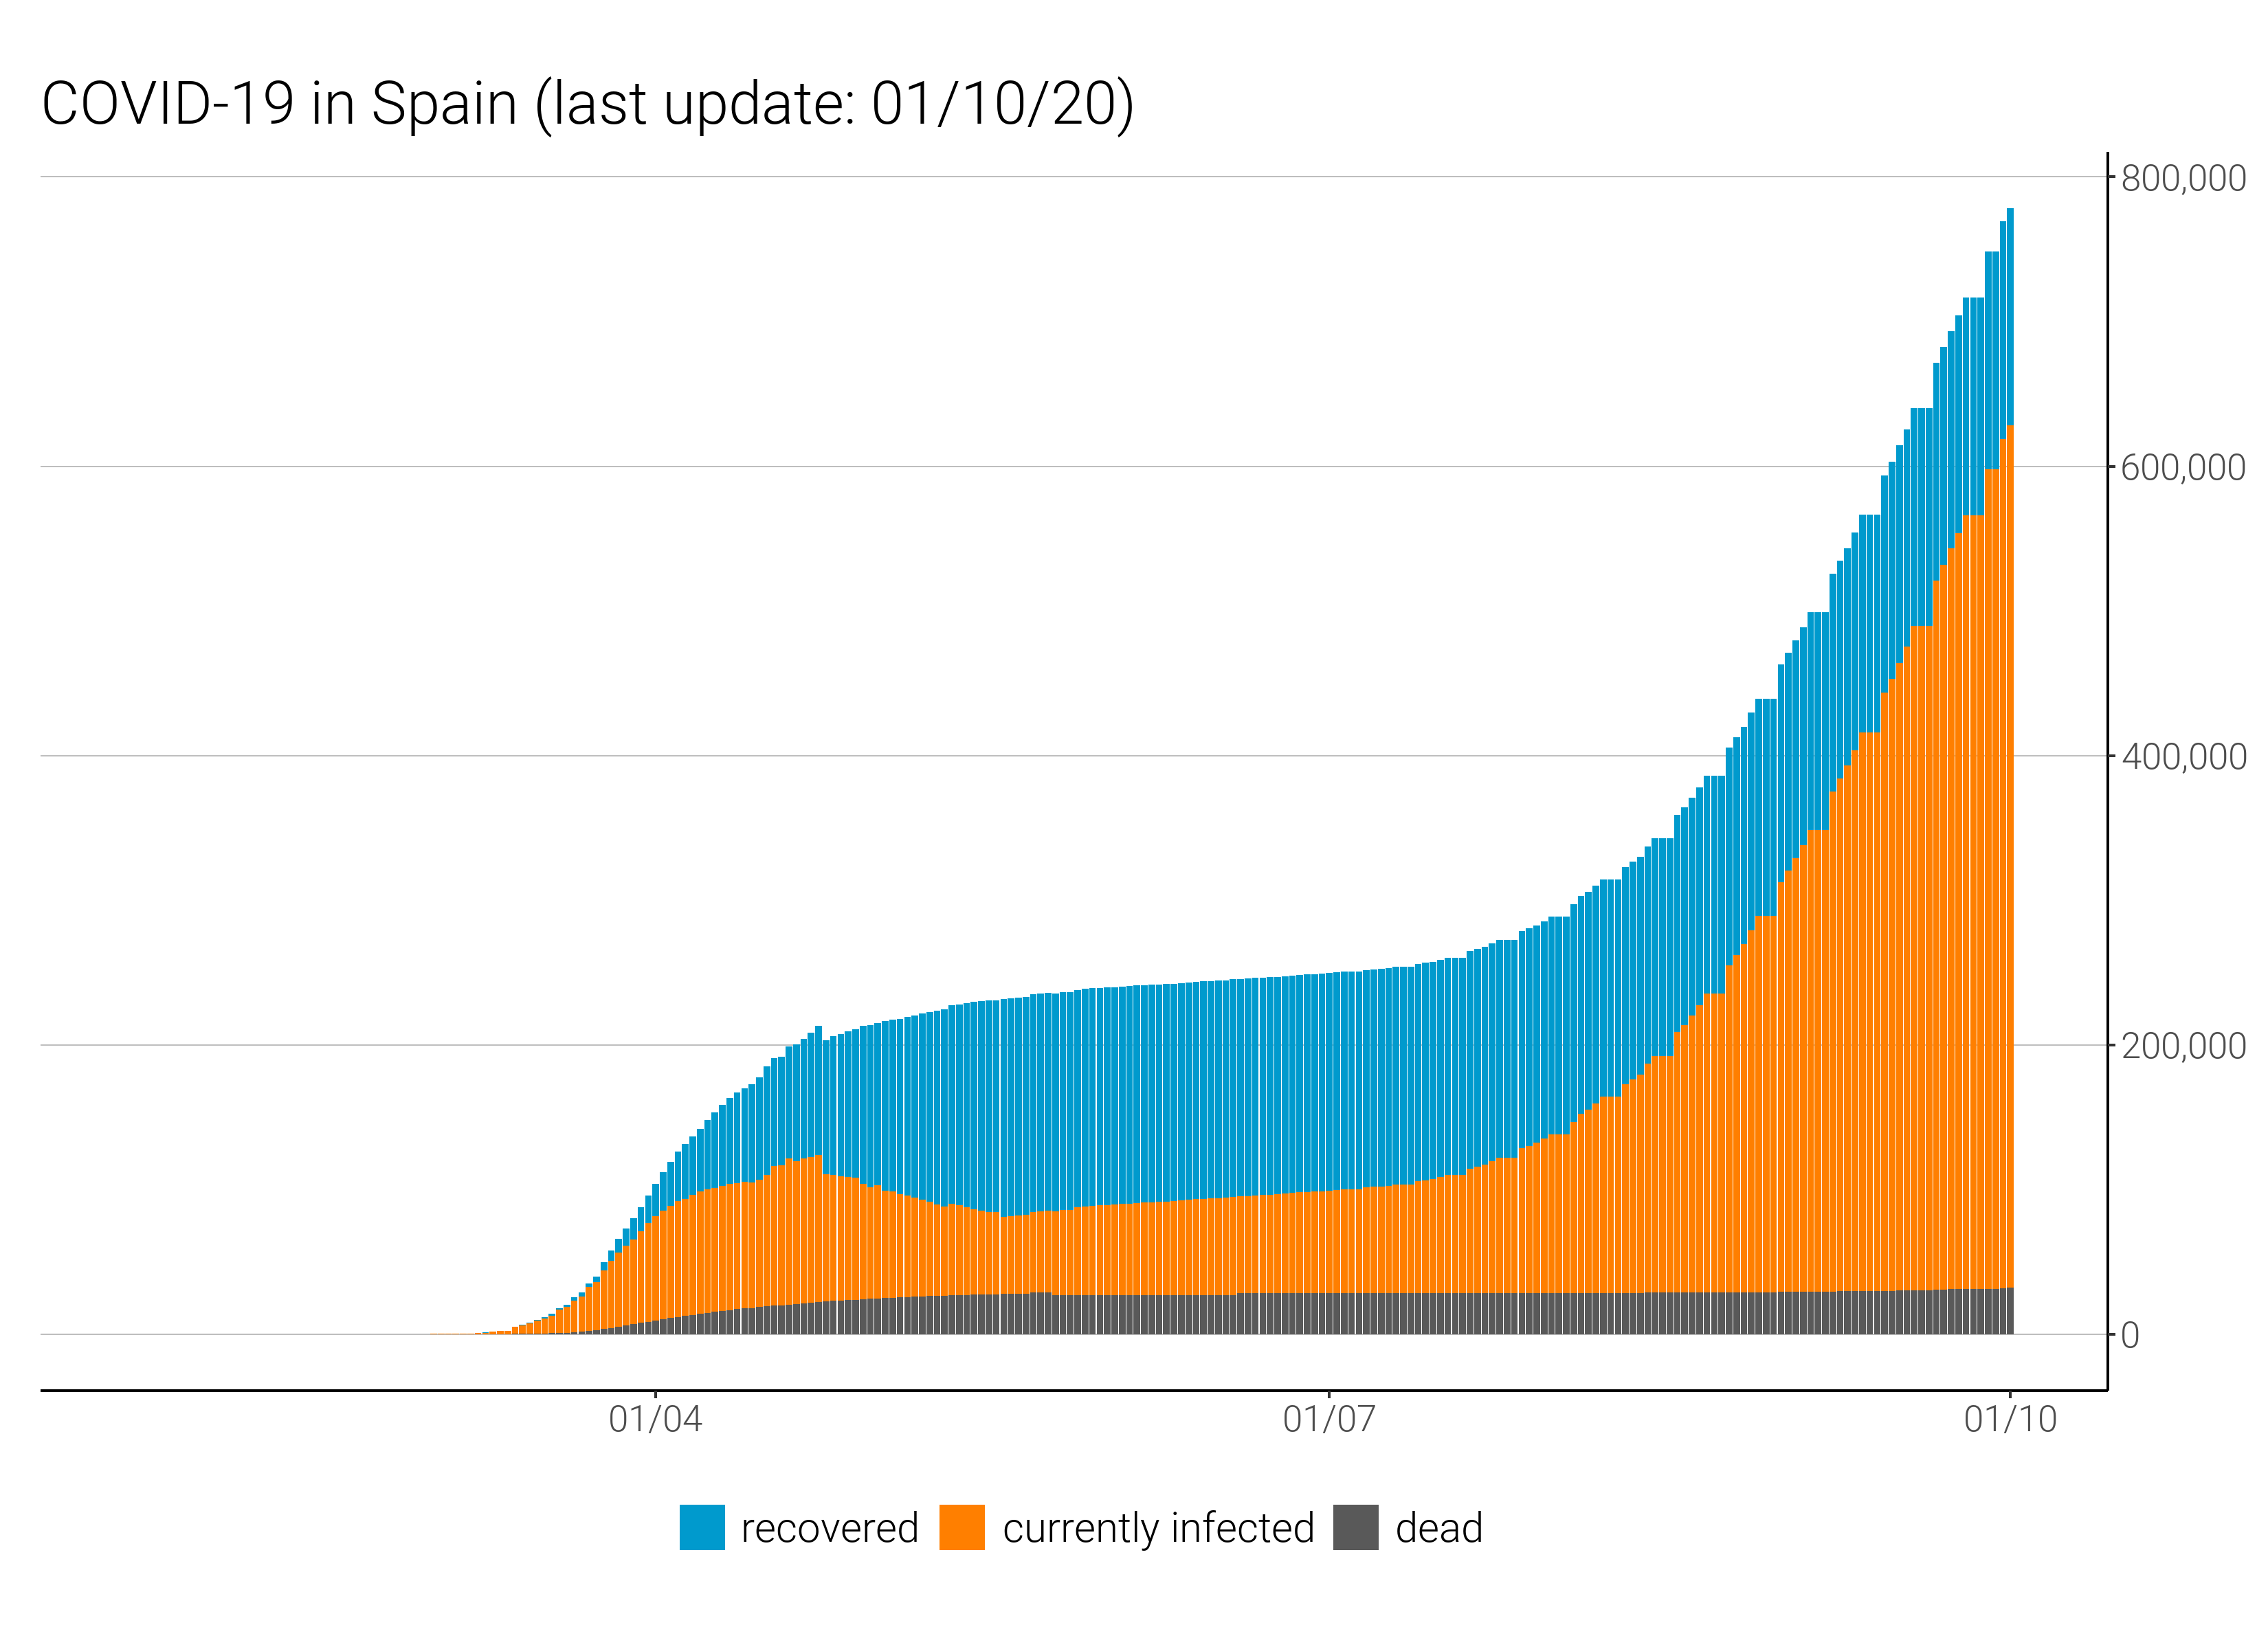 COVID-19 in Spain (last update: 01/10/20)
800,000
600,000
400,000
200,000
0
01/04 01/07 01/10
recovered currently infected dead